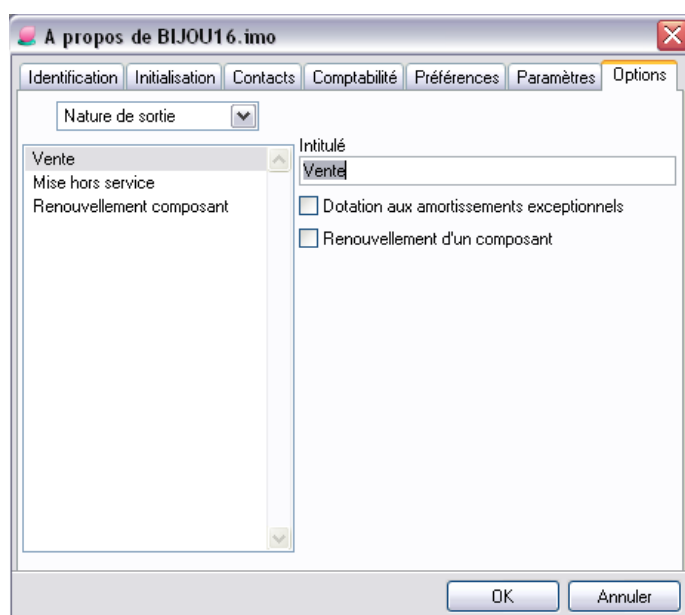 A propos de BIJOU16.imo
Identification Initialisation Contacts Comptabilité Préférences Paramètres Options
Nature de sortie
Intitulé
Vente
Vente
Mise hors service
Renouvellement composant
Dotation aux amortissements exceptionnels
Renouvellement d'un composant
OK Annuler